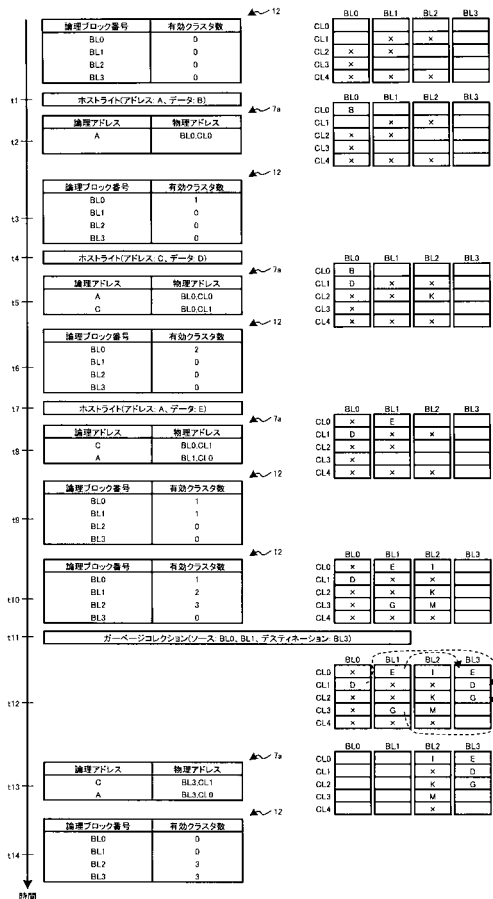 12
論理ブロック番号 有効クラスタ数
BL0 0
BL1 0
BL2 0
BL3 0
BL0 BL1 BL2 BL3
CL0
CL1 × ×
CL2 × ×
CL3 ×
CL4 × × ×
t1
ホストライト(アドレス: A、データ: B)
7a
論理アドレス 物理アドレス
A BL0,CL0
t2
BL0 BL1 BL2 BL3
CL0 B
CL1 × ×
CL2 × ×
CL3 ×
CL4 × × ×
12
論理ブロック番号 有効クラスタ数
BL0 1
BL1 0
BL2 0
BL3 0
t3
t4
ホストライト(アドレス: C、データ: D)
7a
論理アドレス 物理アドレス
A BL0,CL0
C BL0,CL1
t5
BL0 BL1 BL2 BL3
CL0 B
CL1 D × ×
CL2 × × K
CL3 ×
CL4 × × ×
12
論理ブロック番号 有効クラスタ数
BL0 2
BL1 0
BL2 0
BL3 0
t6
t7
ホストライト(アドレス: A、データ: E)
7a
論理アドレス 物理アドレス
C BL0,CL1
A BL1,CL0
t8
BL0 BL1 BL2 BL3
CL0 × E
CL1 D × ×
CL2 × ×
CL3 ×
CL4 × × ×
12
論理ブロック番号 有効クラスタ数
BL0 1
BL1 1
BL2 0
BL3 0
t9
12
論理ブロック番号 有効クラスタ数
BL0 1
BL1 2
BL2 3
BL3 0
t10
BL0 BL1 BL2 BL3
CL0 × E I
CL1 D × ×
CL2 × × K
CL3 × G M
CL4 × × ×
t11
ガーベージコレクション(ソース: BL0、BL1、デスティネーション: BL3)
BL0 BL1 BL2 BL3
CL0 × E I E
CL1 D × × D
CL2 × × K G
CL3 × G M
CL4 × × ×
t12
7a
論理アドレス 物理アドレス
C BL3,CL1
A BL3,CL0
t13
BL0 BL1 BL2 BL3
CL0 I E
CL1 × D
CL2 K G
CL3 M
CL4 ×
12
論理ブロック番号 有効クラスタ数
BL0 0
BL1 0
BL2 3
BL3 3
t14
時間